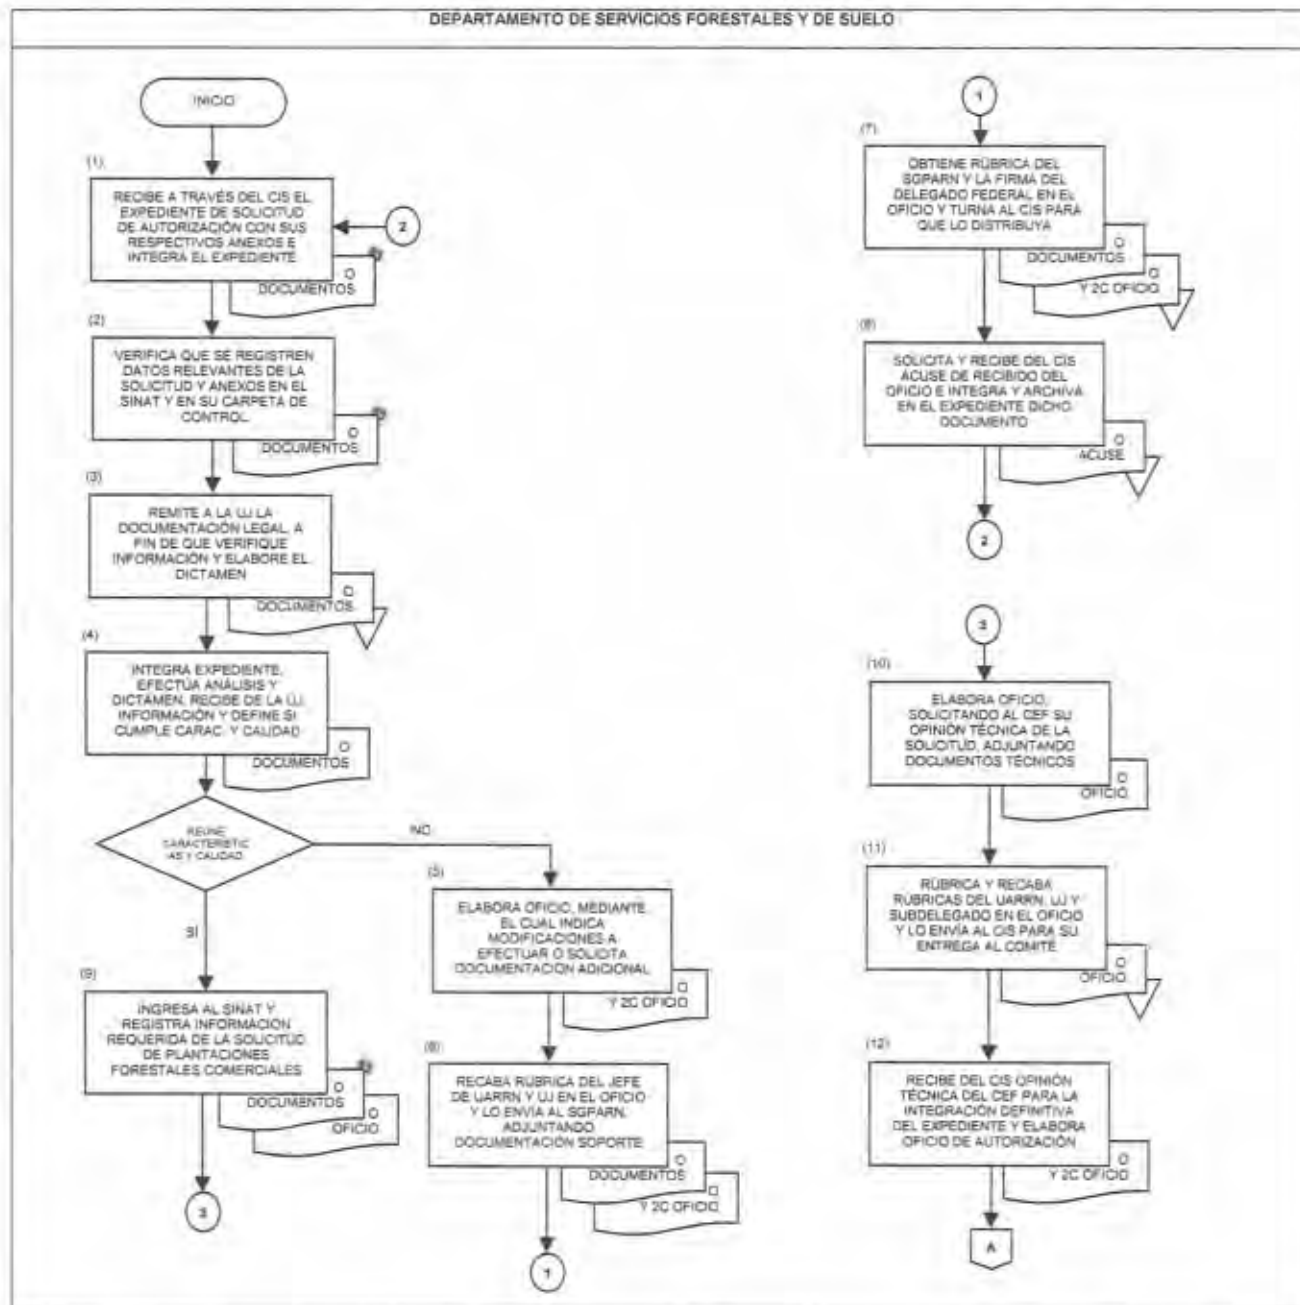 DEPARTAMENTO DE SERVICIOS FORESTALES Y DE SUELO
INICIO
(1)
RECIBE A TRAVÉS DEL CIS EL
EXPEDIENTE DE SOLICITUD
DE AUTORIZACIÓN CON SUS
RESPECTIVOS ANEXOS E
INTEGRA EL EXPEDIENTE
2
O
DOCUMENTOS
(2)
VERIFICA QUE SE REGISTREN
DATOS RELEVANTES DE LA
SOLICITUD Y ANEXOS EN EL
SINAT Y EN SU CARPETA DE
CONTROL
O
DOCUMENTOS
(3)
REMITE A LA UJ LA
DOCUMENTACIÓN LEGAL, A
FIN DE QUE VERIFIQUE
INFORMACIÓN Y ELABORE EL
DICTAMEN
O
DOCUMENTOS
(4)
INTEGRA EXPEDIENTE,
EFECTÚA ANÁLISIS Y
DICTÁMEN, RECIBE DE LA UJ,
INFORMACIÓN Y DEFINE SI
CUMPLE CARAC. Y CALIDAD
O
DOCUMENTOS
REÚNE
CARACTERISTIC
AS Y CALIDAD
NO
SÍ
(5)
ELABORA OFICIO, MEDIANTE
EL CUAL INDICA
MODIFICACIONES A
EFECTUAR O SOLICITA
DOCUMENTACIÓN ADICIONAL
O
Y 2C OFICIO
(6)
RECABA RÚBRICA DEL JEFE
DE UARRN Y UJ EN EL OFICIO
Y LO ENVÍA AL SGPARN,
ADJUNTANDO
DOCUMENTACIÓN SOPORTE
O
DOCUMENTOS
O
Y 2C OFICIO
1
(9)
INGRESA AL SINAT Y
REGISTRA INFORMACIÓN
REQUERIDA DE LA SOLICITUD
DE PLANTACIONES
FORESTALES COMERCIALES
O
DOCUMENTOS
O
OFICIO
3
1
(7)
OBTIENE RÚBRICA DEL
SGPARN Y LA FIRMA DEL
DELEGADO FEDERAL EN EL
OFICIO Y TURNA AL CIS PARA
QUE LO DISTRIBUYA
O
DOCUMENTOS
O
Y 2C OFICIO
(8)
SOLICITA Y RECIBE DEL CIS
ACUSE DE RECIBIDO DEL
OFICIO E INTEGRA Y ARCHIVA
EN EL EXPEDIENTE DICHO
DOCUMENTO
O
ACUSE
2
3
(10)
ELABORA OFICIO,
SOLICITANDO AL CEF SU
OPINIÓN TÉCNICA DE LA
SOLICITUD, ADJUNTANDO
DOCUMENTOS TÉCNICOS
O
OFICIO
(11)
RÚBRICA Y RECABA
RÚBRICAS DEL UARRN, UJ Y
SUBDELEGADO EN EL OFICIO
Y LO ENVÍA AL CIS PARA SU
ENTREGA AL COMITÉ
O
OFICIO
(12)
RECIBE DEL CIS OPINIÓN
TÉCNICA DEL CEF PARA LA
INTEGRACIÓN DEFINITIVA
DEL EXPEDIENTE Y ELABORA
OFICIO DE AUTORIZACIÓN
O
Y 2C OFICIO
A